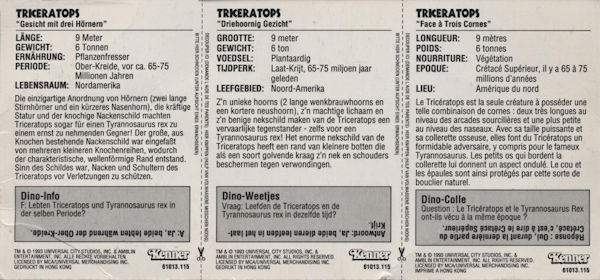 TRICERATOPS
"Gesicht mit drei Hörnern"
LÄNGE: 9 Meter
GEWICHT: 6 Tonnen
ERNÄHRUNG: Pflanzenfresser
PERIODE: Ober-Kreide, vor ca. 65-75
Millionen Jahren
LEBENSRAUM: Nordamerika
Die einzigartige Anordnung von Hörnern (zwei lange
Stirnhörner und ein kürzeres Nasenhorn), die kräftige
Statur und der knochige Nackenschild machten
Triceratops sogar für einen Tyrannosaurus rex zu
einem ernst zu nehmenden Gegner! Der große, aus
Knochen bestehende Nackenschild war eingefaßt
von mehreren kleineren Knochenreihen, wodurch
der charakteristische, wellenförmige Rand entstand.
Sinn des Schildes war, Nacken und Schultern des
Triceratops vor Verletzungen zu schützen.
Dino-Info
F: Lebten Triceratops und Tyrannosaurus rex in
der selben Periode?
A: Ja, beide lebten während der Ober-Kreide.
TM & © 1993 UNIVERSAL CITY STUDIOS, INC. & AMBLIN
ENTERTAINMENT, INC. ALLE RECKE VORBEHALTEN.
LICENSED BY MCA/UNIVERSAL MERCHANDISING INC.
GEDRUCKT IN HONG KONG
Kenner
61013.115
TRICERATOPS
"Driehoornig Gezicht"
GROOTTE: 9 meter
GEWICHT: 6 ton
VOEDSEL: Plantaardig
TIJDPERK: Laat-Krijt, 65-75 miljoen jaar
geleden
LEEFGEBIED: Noord-Amerika
Z'n unieke hoorns (2 lange wenkbrauwhoorns en
een kortere neushoorn), z'n machtige lichaam en
z'n benige nekschild maken van de Triceratops een
vervaarlijke tegenstander - zelfs voor een
Tyrannosaurus rex! Het enorme nekschild van de
Triceratops heeft een rand van kleinere botten die
als een soort golvende kraag z'n nek en schouders
beschermen tegen verwondingen.
Dino-Weetjes
Vraag: Leefden de Triceratops en de
Tyrannosaurus rex in dezelfde tijd?
Antwoord: Ja, beide dieren leefden in het Laat-
Krijt.
TM & © 1993 UNIVERSAL CITY STUDIOS, INC. &
AMBLIN ENTERTAINMENT, INC. ALL RIGHTS RESERVED.
LICENSED BY MCA/UNIVERSAL MERCHANDISING INC.
GEDRUKT IN HONG KONG
Kenner
61013.115
TRICERATOPS
"Face à Trois Cornes"
LONGUEUR: 9 mètres
POIDS: 6 tonnes
NOURRITURE: Végétation
EPOQUE: Crétacé Supérieur, il y a 65 à 75
millions d'années
LIEU: Amérique du nord
Le Tricératops est la seule créature à posséder une
telle combinaison de cornes : deux très longues au
niveau des arcades sourcilières et une plus petite
au niveau des naseaux. Avec sa taille puissante et
sa collerette osseuse, elles font du Tricératops un
formidable adversaire, y compris pour le fameux
Tyrannosaurus. Les petits os qui bordent la
collerette lui donnent un aspect ondulé. Le cou et
les épaules sont ainsi protégés par cette sorte de
bouclier naturel.
Dino-Colle
Question : Le Tricératops et le Tyrannosaurus Rex
ont-ils vécu à la même époque ?
Réponse : Oui, durant la dernière partie du
Crétacé, c'est à dire le Crétacé Supérieur.
TM & © 1993 UNIVERSAL CITY STUDIOS, INC. &
AMBLIN ENTERTAINMENT, INC. ALL RIGHTS RESERVED.
LICENSED BY MCA/UNIVERSAL MERCHANDISING INC.
IMPRIME A HONG KONG
Kenner
61013.115